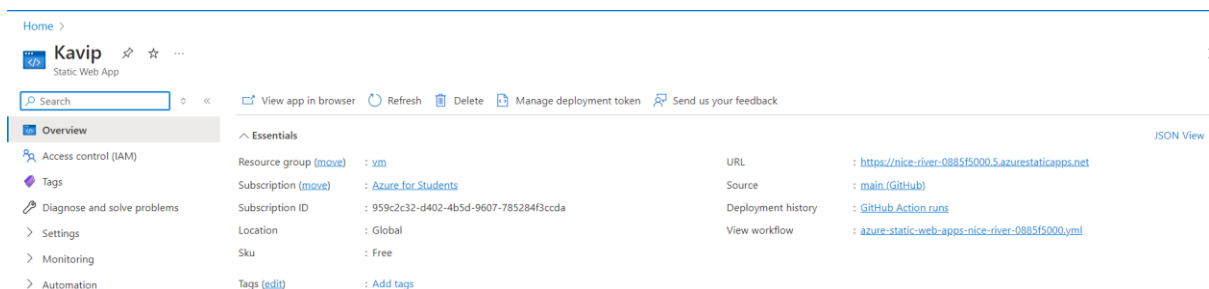 Home >
Kavip ...
Static Web App
Search
«
View app in browser
Refresh
Delete
Manage deployment token
Send us your feedback
Overview
Access control (IAM)
Tags
Diagnose and solve problems
> Settings
> Monitoring
> Automation
Essentials
JSON View
Resource group (move) : vm
Subscription (move) : Azure for Students
Subscription ID : 959c2c32-d402-4b5d-9607-785284f3ccda
Location : Global
Sku : Free
Tags (edit) : Add tags
URL : https://nice-river-0885f5000.5.azurestaticapps.net
Source : main (GitHub)
Deployment history : GitHub Action runs
View workflow : azure-static-web-apps-nice-river-0885f5000.yml